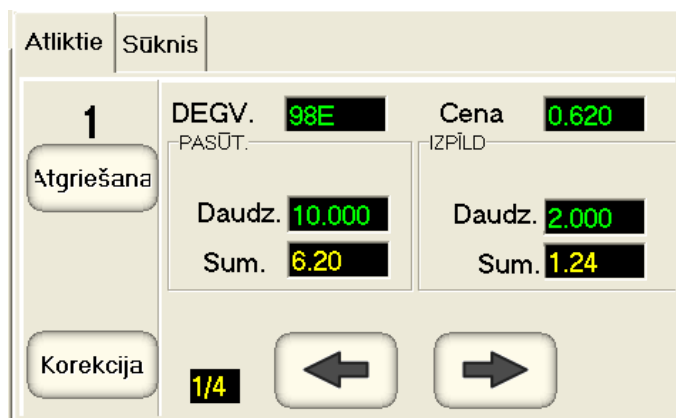 Atliktie Sūknis
1
DEGV. 98E Cena 0.620
PASŪT. IZPĪLD
Atgriešana
Daudz. 10.000 Daudz. 2.000
Sum. 6.20 Sum. 1.24
Korekcija
1/4